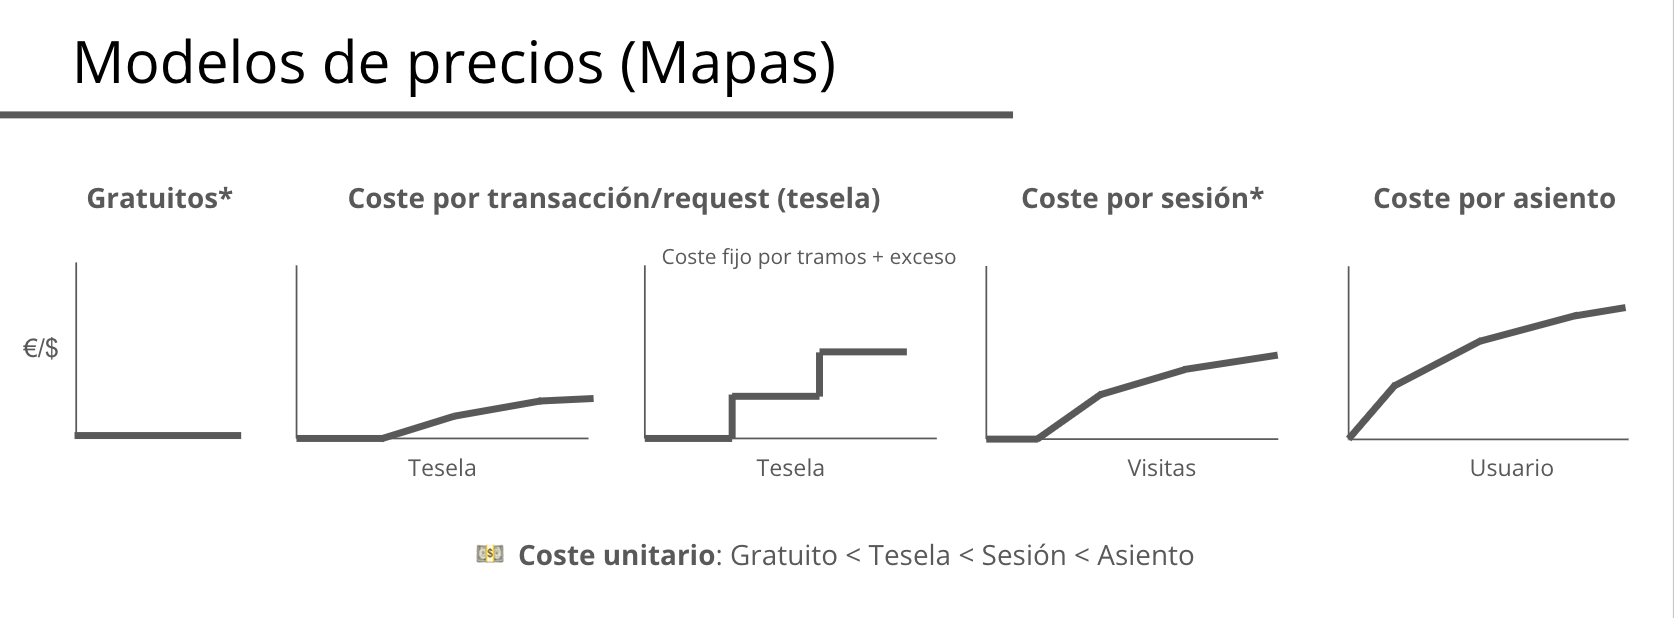 Modelos de precios (Mapas)
Gratuitos*
Coste por transacción/request (tesela)
Coste por sesión*
Coste por asiento
Coste fijo por tramos + exceso
€/$
Tesela
Tesela
Visitas
Usuario
💵 Coste unitario: Gratuito < Tesela < Sesión < Asiento